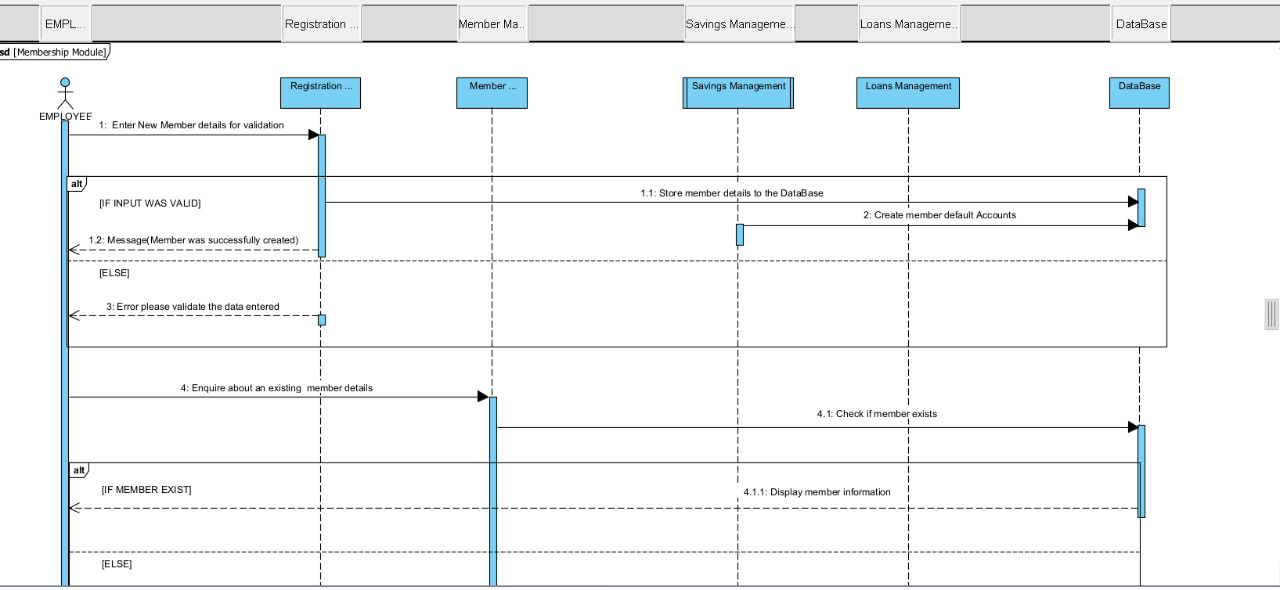 EMPL...
Registration ...
Member Ma..
Savings Manageme..
Loans Manageme..
DataBase
sd [Membership Module]
EMPLOYEE
Registration ...
Member ...
Savings Management
Loans Management
DataBase
1: Enter New Member details for validation
alt
[IF INPUT WAS VALID]
1.1: Store member details to the DataBase
2: Create member default Accounts
1.2: Message(Member was successfully created)
[ELSE]
3: Error please validate the data entered
4: Enquire about an existing member details
4.1: Check if member exists
alt
[IF MEMBER EXIST]
4.1.1: Display member information
[ELSE]